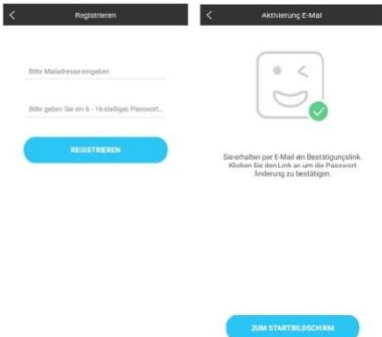 Registrieren
Bitte Mailadresse eingeben
Bitte geben Sie ein 6 - 16-stelliges Passwort...
REGISTRIEREN
Aktivierung E-Mail
Sie erhalten per E-Mail ein Bestätigungslink.
Klicken Sie den Link an um die Passwort
Änderung zu bestätigen.
ZUM STARTBILDSCHIRM